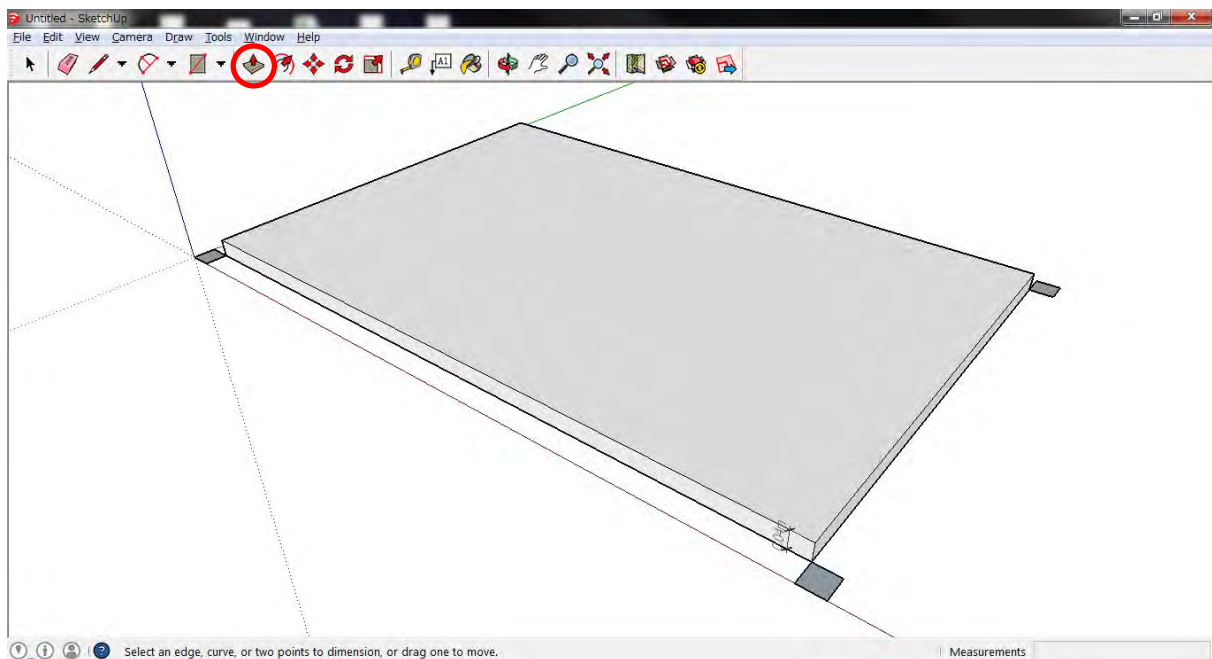 Untitled - SketchUp
File Edit View Camera Draw Tools Window Help
A1
Select an edge, curve, or two points to dimension, or drag one to move.
Measurements